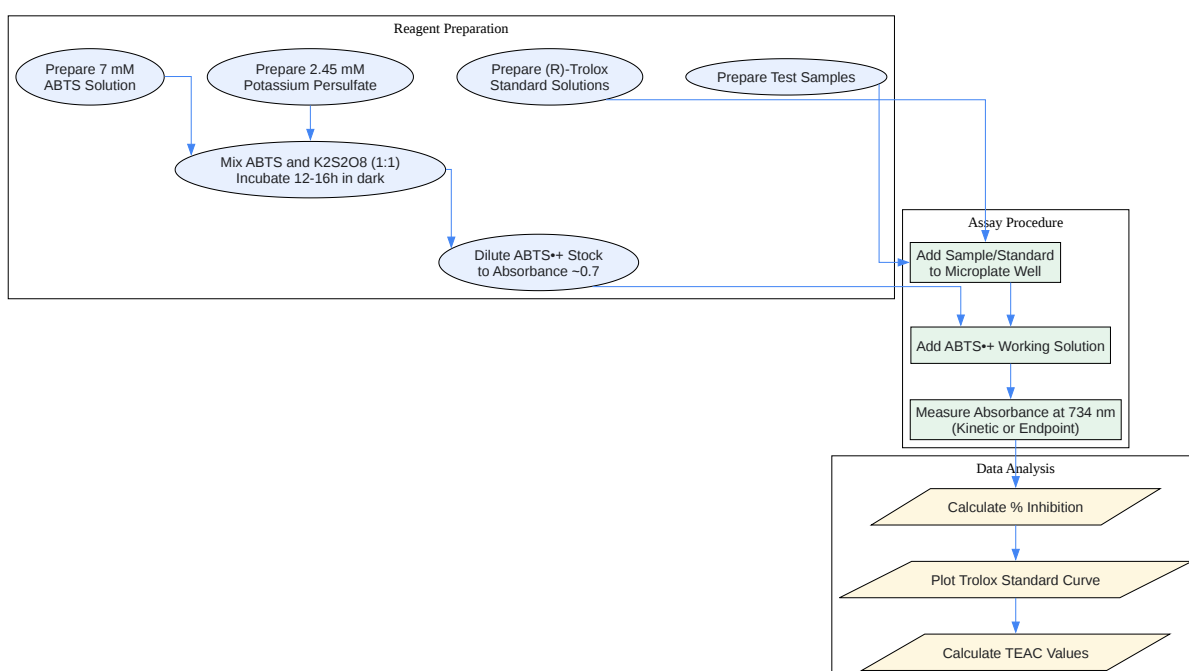 Reagent Preparation
Prepare 7 mM
ABTS Solution
Prepare 2.45 mM
Potassium Persulfate
Prepare (R)-Trolox
Standard Solutions
Prepare Test Samples
Mix ABTS and K2S2O8 (1:1)
Incubate 12-16h in dark
Dilute ABTS•+ Stock
to Absorbance ~0.7
Assay Procedure
Add Sample/Standard
to Microplate Well
Add ABTS•+ Working Solution
Measure Absorbance at 734 nm
(Kinetic or Endpoint)
Data Analysis
Calculate % Inhibition
Plot Trolox Standard Curve
Calculate TEAC Values